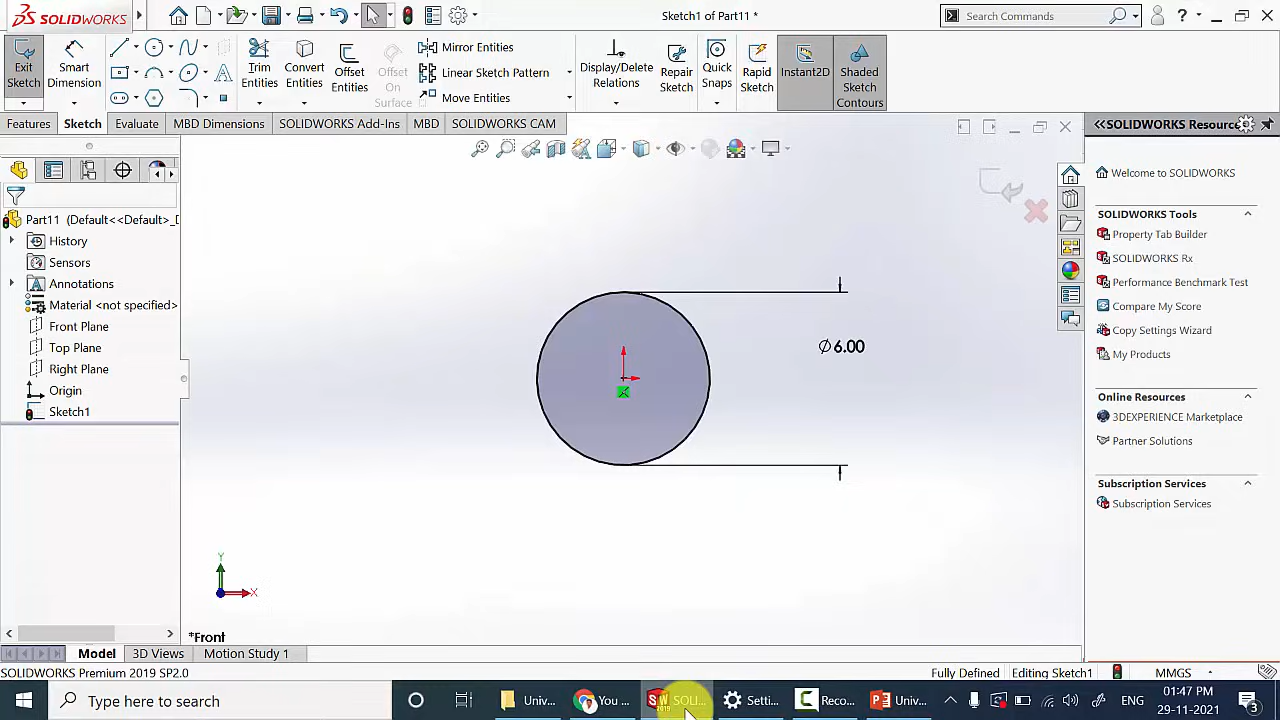 SOLIDWORKS
Sketch1 of Part11 *
Search Commands
Exit Sketch
Smart Dimension
Trim Entities
Convert Entities
Offset Entities
Offset On Surface
Mirror Entities
Linear Sketch Pattern
Move Entities
Display/Delete Relations
Repair Sketch
Quick Snaps
Rapid Sketch
Instant2D
Shaded Sketch Contours
Features
Sketch
Evaluate
MBD Dimensions
SOLIDWORKS Add-Ins
MBD
SOLIDWORKS CAM
Part11 (Default<<Default>_D
History
Sensors
Annotations
Material <not specified>
Front Plane
Top Plane
Right Plane
Origin
Sketch1
∅6.00
Y
X
*Front
SOLIDWORKS Resourc
Welcome to SOLIDWORKS
SOLIDWORKS Tools
Property Tab Builder
SOLIDWORKS Rx
Performance Benchmark Test
Compare My Score
Copy Settings Wizard
My Products
Online Resources
3DEXPERIENCE Marketplace
Partner Solutions
Subscription Services
Subscription Services
Model
3D Views
Motion Study 1
SOLIDWORKS Premium 2019 SP2.0
Fully Defined
Editing Sketch1
MMGS
Type here to search
Univ...
You ...
SOLI...
Setti...
Reco...
Univ...
ENG
01:47 PM
29-11-2021
3